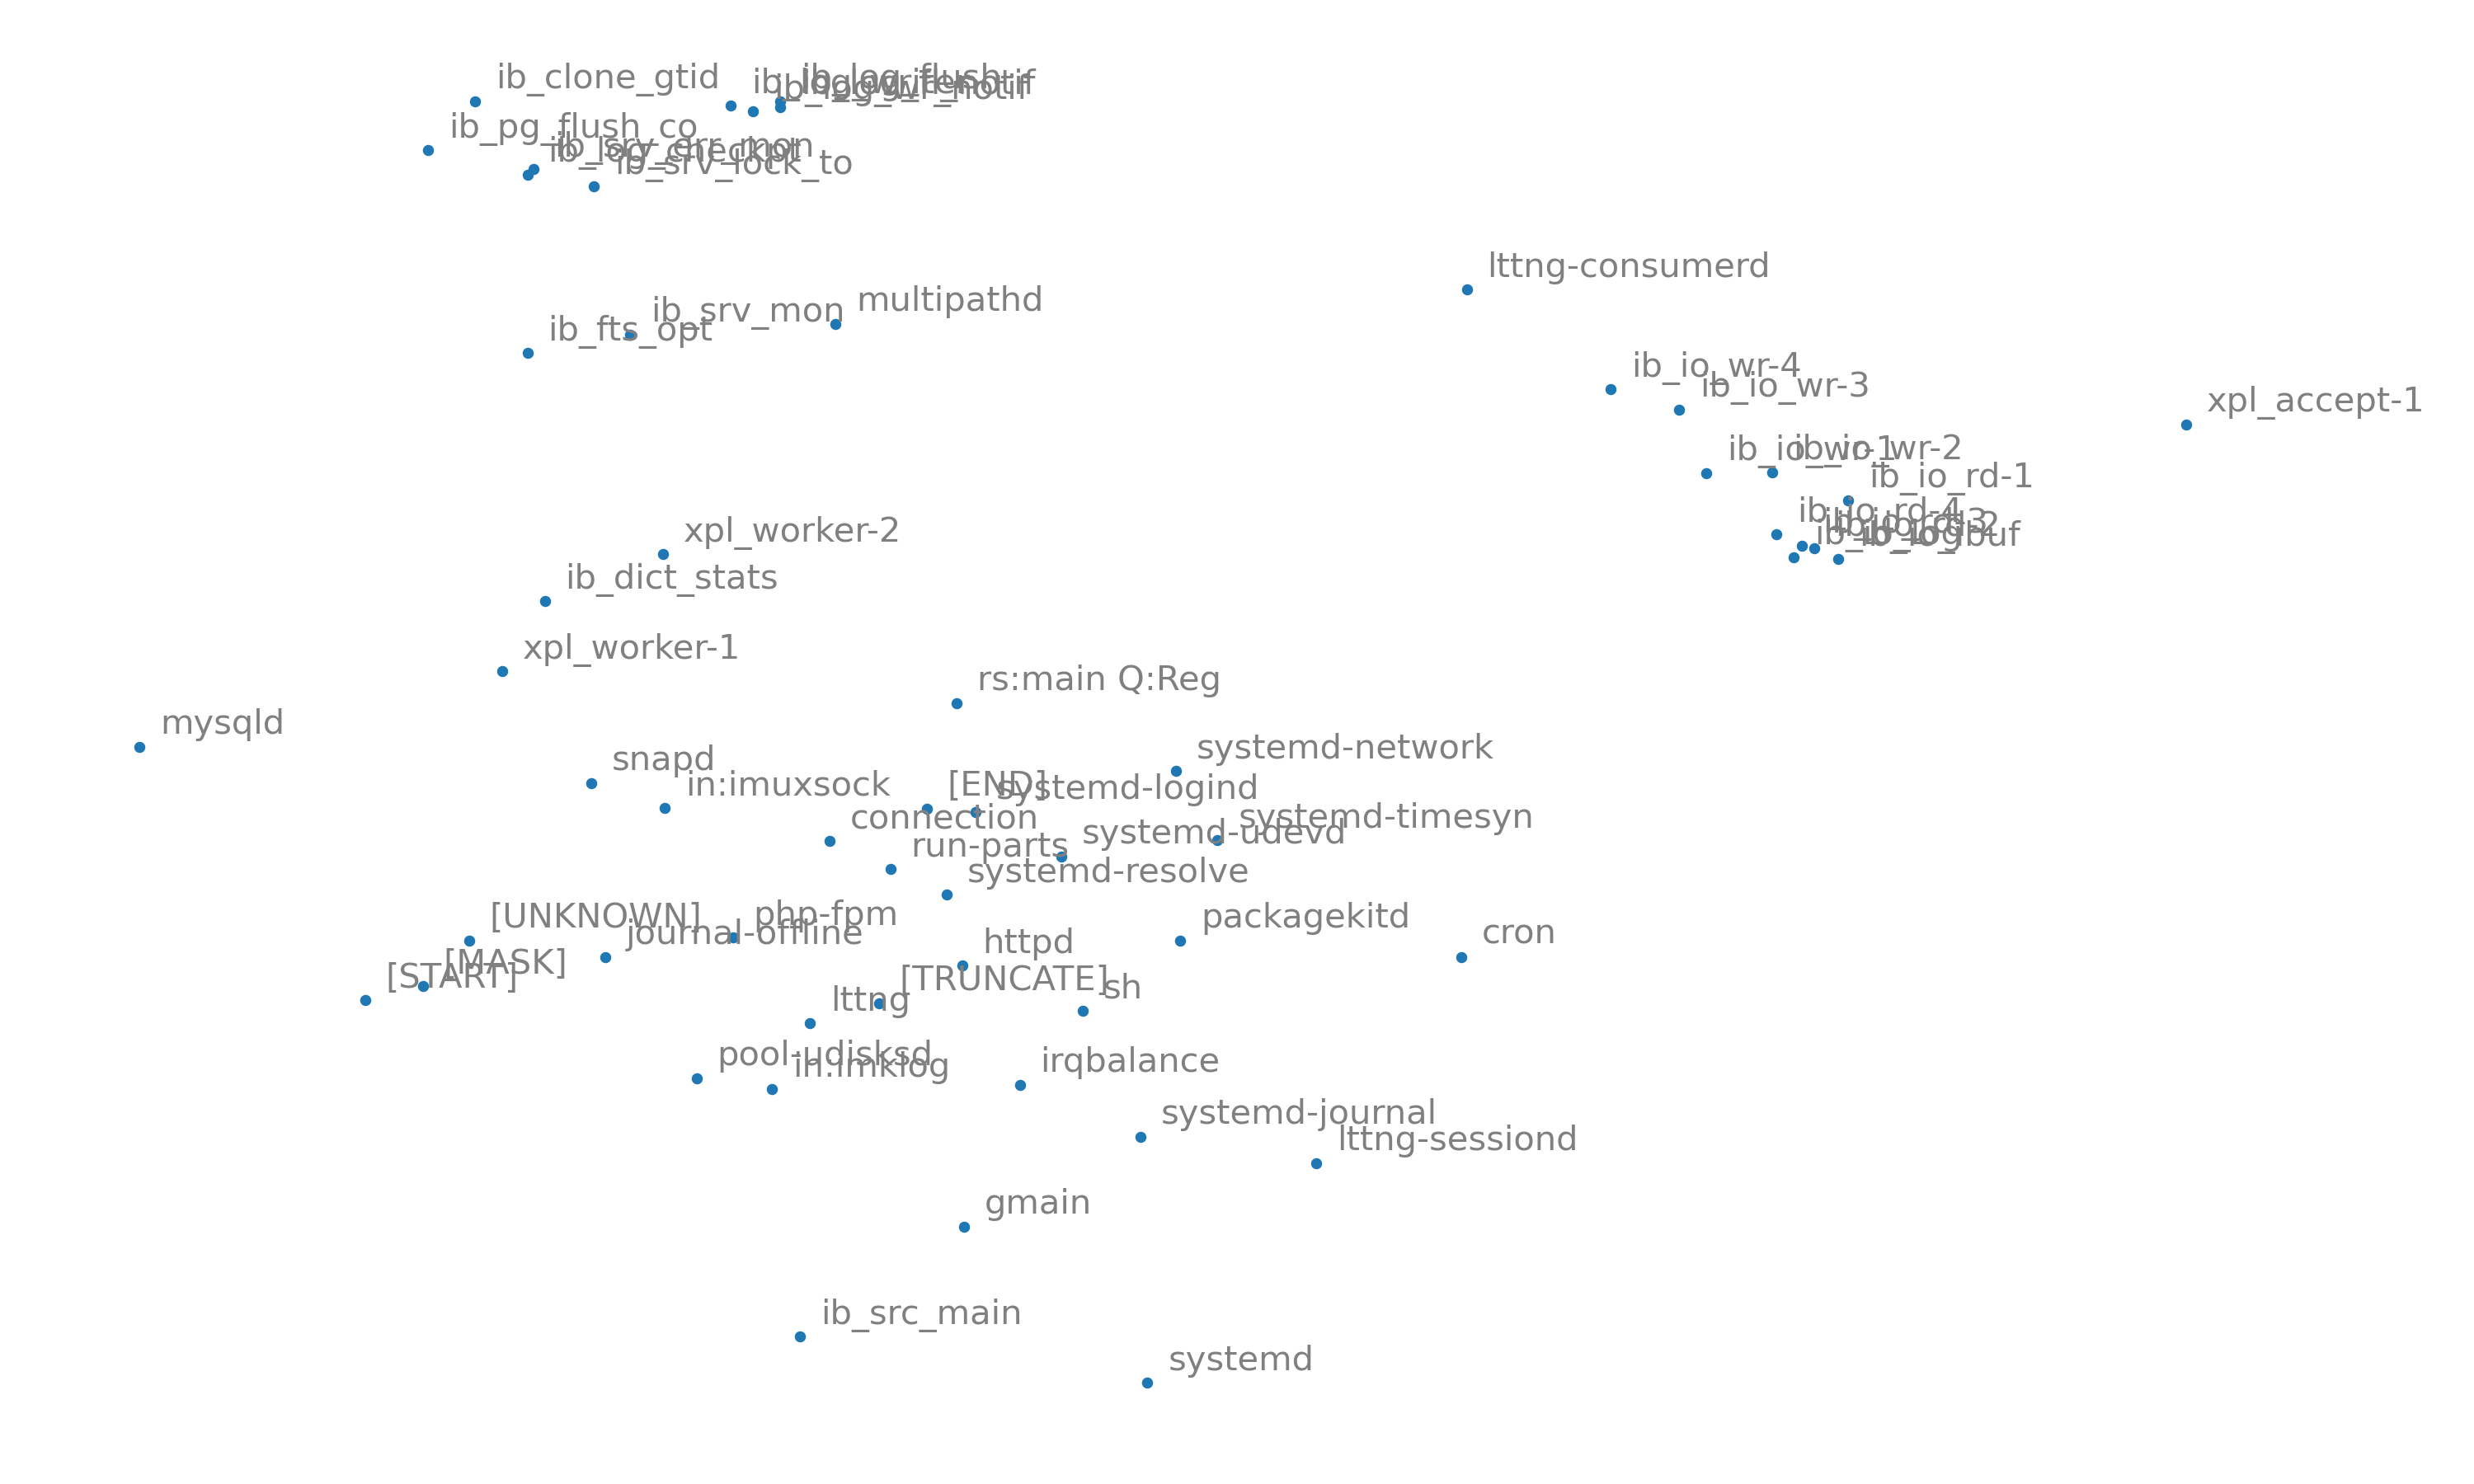 ib_clone_gtid
ib_log_flush
ib_log_wr_notif
ib_pg_flush_co
ib_srv_err_mon
ib_log_checkpt
ib_srv_lock_to
lttng-consumerd
multipathd
ib_srv_mon
ib_fts_opt
ib_io_wr-4
ib_io_wr-3
xpl_accept-1
ib_io_wr-1
ib_io_wr-2
ib_io_rd-1
ib_io_rd-4
ib_io_rd-3
ib_io_rd-2
ib_io_ibuf
xpl_worker-2
ib_dict_stats
xpl_worker-1
rs:main Q:Reg
mysqld
systemd-network
snapd
in:imuxsock
[END]
systemd-logind
connection
systemd-timesyn
systemd-udevd
run-parts
systemd-resolve
[UNKNOWN]
php-fpm
packagekitd
journal-offline
cron
httpd
[MASK]
[START]
[TRUNCATE]
sh
lttng
pool-udisksd
in:imklog
irqbalance
systemd-journal
lttng-sessiond
gmain
ib_src_main
systemd